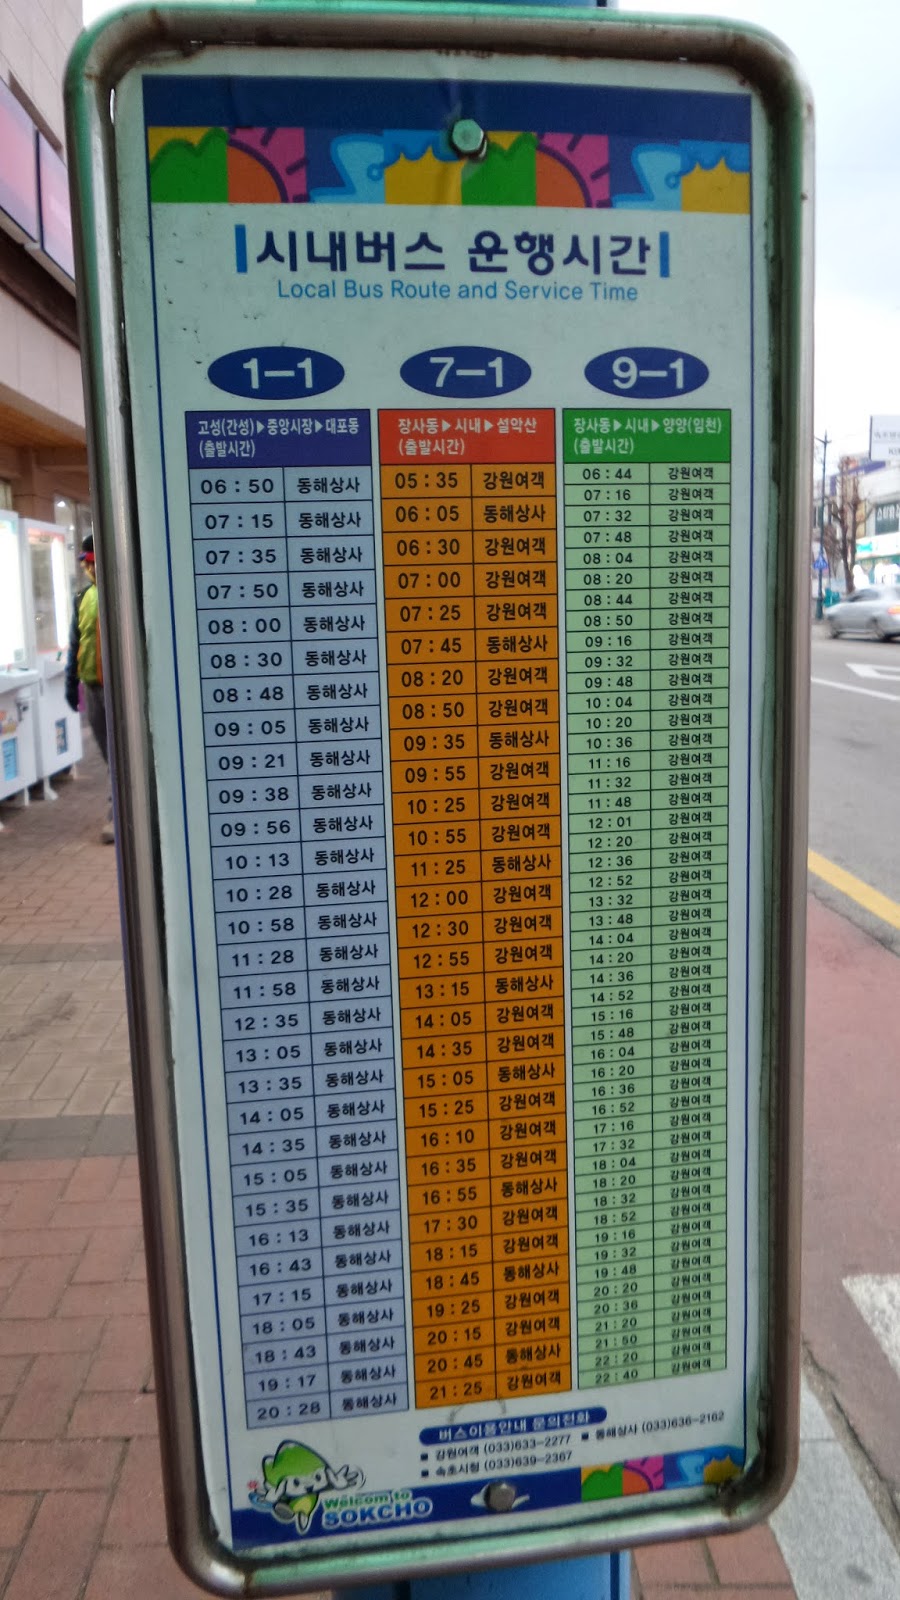 시내버스 운행시간
Local Bus Route and Service Time
1-1
고성(간성)▶중앙시장▶대포동
(출발시간)
06:50 동해상사
07:15 동해상사
07:35 동해상사
07:50 동해상사
08:00 동해상사
08:30 동해상사
08:48 동해상사
09:05 동해상사
09:21 동해상사
09:38 동해상사
09:56 동해상사
10:13 동해상사
10:28 동해상사
10:58 동해상사
11:28 동해상사
11:58 동해상사
12:35 동해상사
13:05 동해상사
13:35 동해상사
14:05 동해상사
14:35 동해상사
15:05 동해상사
15:35 동해상사
16:13 동해상사
16:43 동해상사
17:15 동해상사
18:05 동해상사
18:43 동해상사
19:17 동해상사
20:28 동해상사
7-1
장사동▶시내▶설악산
(출발시간)
05:35 강원여객
06:05 동해상사
06:30 강원여객
07:00 강원여객
07:25 강원여객
07:45 동해상사
08:20 강원여객
08:50 강원여객
09:35 동해상사
09:55 강원여객
10:25 강원여객
10:55 강원여객
11:25 동해상사
12:00 강원여객
12:30 강원여객
12:55 강원여객
13:15 동해상사
14:05 강원여객
14:35 강원여객
15:05 동해상사
15:25 강원여객
16:10 강원여객
16:35 강원여객
16:55 동해상사
17:30 강원여객
18:15 강원여객
18:45 동해상사
19:25 강원여객
20:15 강원여객
20:45 동해상사
21:25 강원여객
9-1
장사동▶시내▶양양(임천)
(출발시간)
06:44 강원여객
07:16 강원여객
07:32 강원여객
07:48 강원여객
08:04 강원여객
08:20 강원여객
08:44 강원여객
08:50 강원여객
09:16 강원여객
09:32 강원여객
09:48 강원여객
10:04 강원여객
10:20 강원여객
10:36 강원여객
11:16 강원여객
11:32 강원여객
11:48 강원여객
12:01 강원여객
12:20 강원여객
12:36 강원여객
12:52 강원여객
13:32 강원여객
13:48 강원여객
14:04 강원여객
14:20 강원여객
14:36 강원여객
14:52 강원여객
15:16 강원여객
15:48 강원여객
16:04 강원여객
16:20 강원여객
16:36 강원여객
16:52 강원여객
17:16 강원여객
17:32 강원여객
18:04 강원여객
18:20 강원여객
18:32 강원여객
18:52 강원여객
19:16 강원여객
19:32 강원여객
19:48 강원여객
20:20 강원여객
20:36 강원여객
21:20 강원여객
21:50 강원여객
22:20 강원여객
22:40 강원여객
버스이용안내 문의전화
■ 강원여객 (033)633-2277 ■ 동해상사 (033)636-2162
■ 속초시청 (033)639-2367
Welcome to
SOKCHO